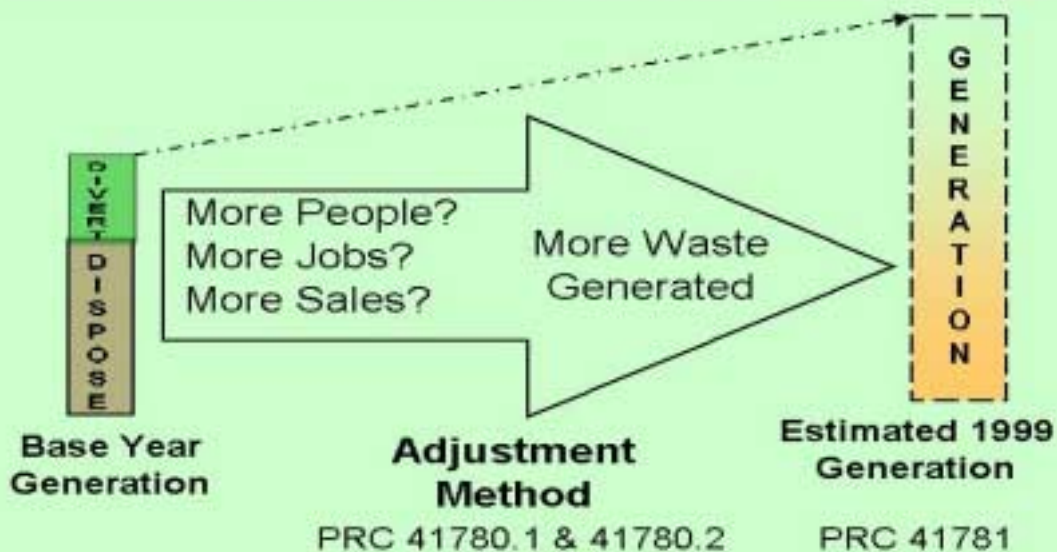 DIVERT
DISPOSE
Base Year
Generation
More People?
More Jobs?
More Sales?
More Waste
Generated
Adjustment
Method
PRC 41780.1 & 41780.2
GENERATION
Estimated 1999
Generation
PRC 41781